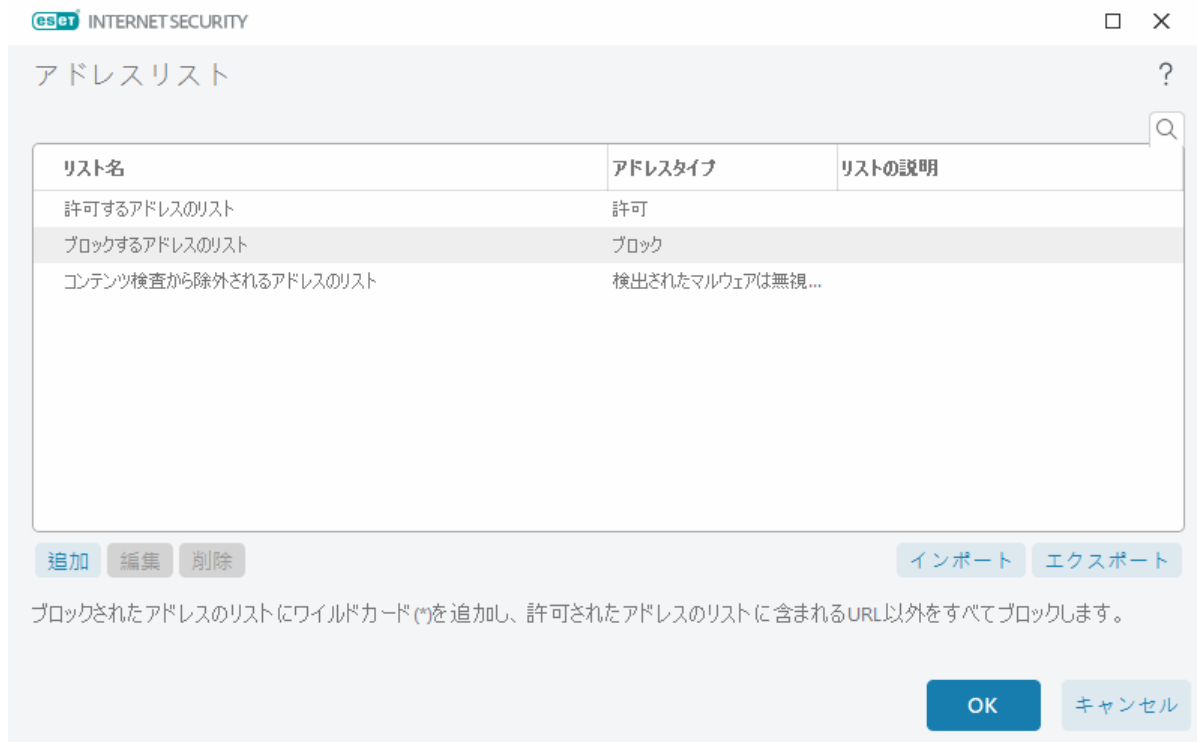 eset INTERNET SECURITY
アドレスリスト
?
リスト名 アドレスタイプ リストの説明
許可するアドレスのリスト 許可
ブロックするアドレスのリスト ブロック
コンテンツ検査から除外されるアドレスのリスト 検出されたマルウェアは無視...
追加 編集 削除 インポート エクスポート
ブロックされたアドレスのリストにワイルドカード(*)を追加し、許可されたアドレスのリストに含まれるURL以外をすべてブロックします。
OK キャンセル